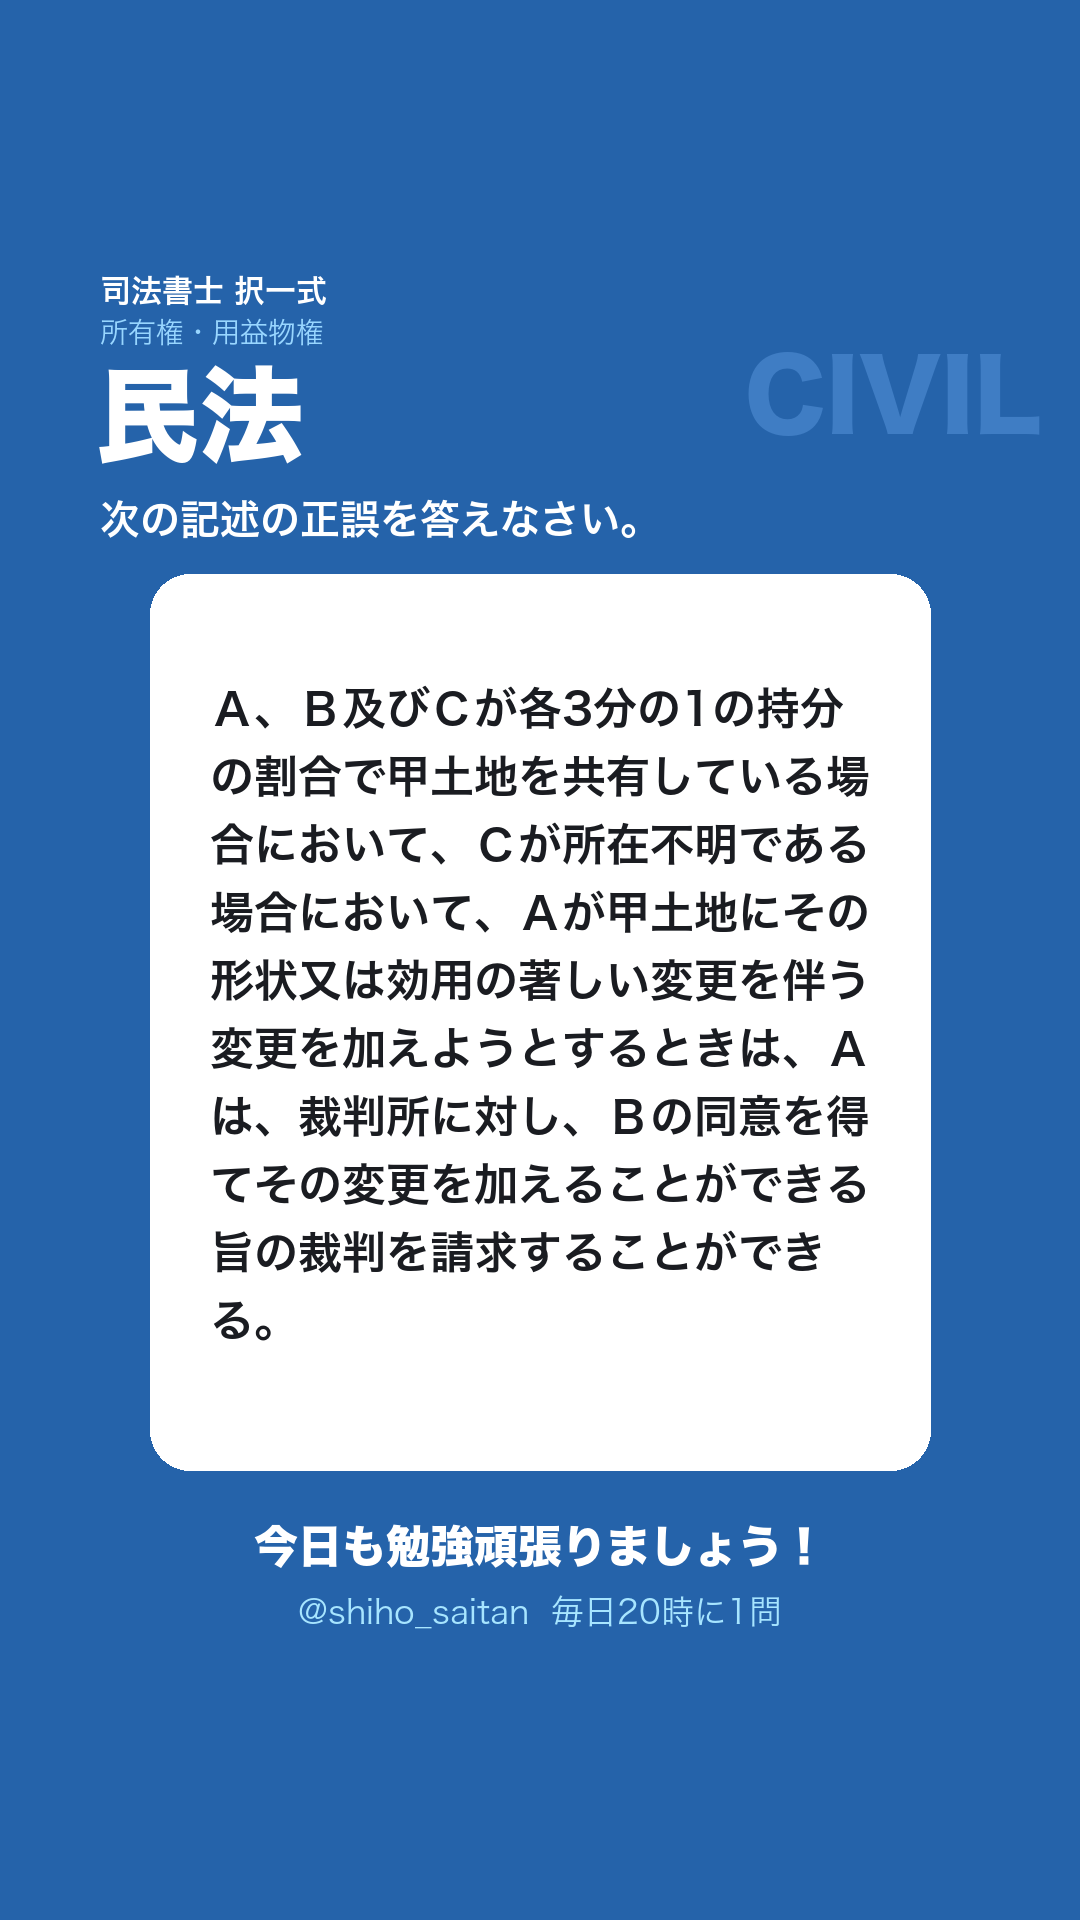 司法書士 択一式
所有権・用益物権
民法
CIVIL
次の記述の正誤を答えなさい。
Ａ、Ｂ及びＣが各3分の1の持分
の割合で甲土地を共有している場
合において、Ｃが所在不明である
場合において、Ａが甲土地にその
形状又は効用の著しい変更を伴う
変更を加えようとするときは、Ａ
は、裁判所に対し、Ｂの同意を得
てその変更を加えることができる
旨の裁判を請求することができ
る。
今日も勉強頑張りましょう！
@shiho_saitan 毎日20時に1問